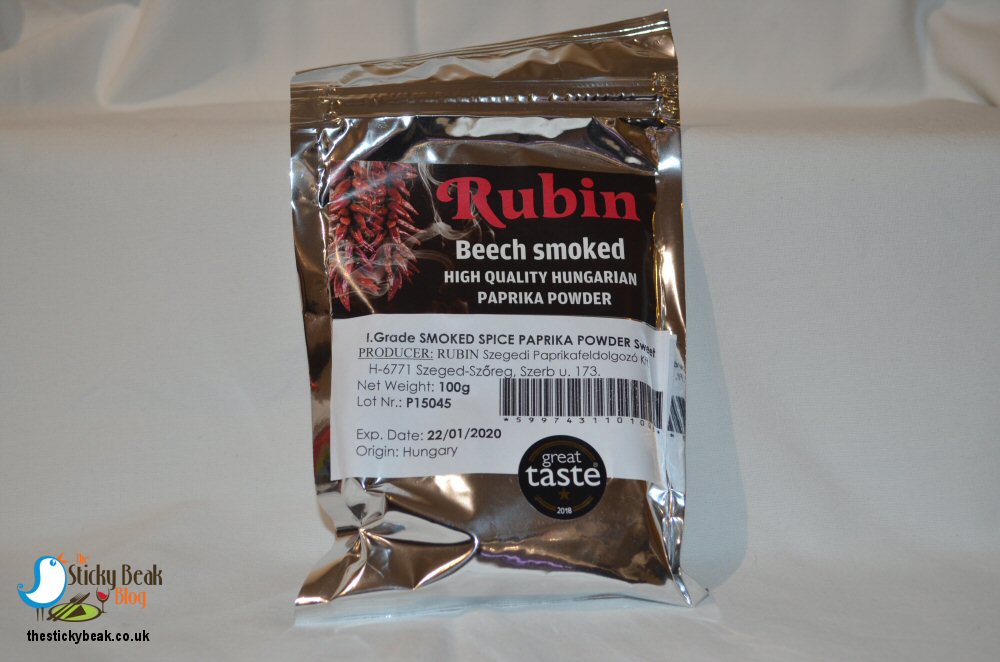 Rubin
Beech smoked
HIGH QUALITY HUNGARIAN
PAPRIKA POWDER
I.Grade SMOKED SPICE PAPRIKA POWDER Sweet
PRODUCER: RUBIN Szegedi Paprikafeldolgozó
H-6771 Szeged-Szőreg, Szerb u. 173.
Net Weight: 100g
Lot Nr.: P15045
Exp. Date: 22/01/2020
Origin: Hungary
great
taste
2018
The
Sticky Beak
Blog
thestickybeak.co.uk